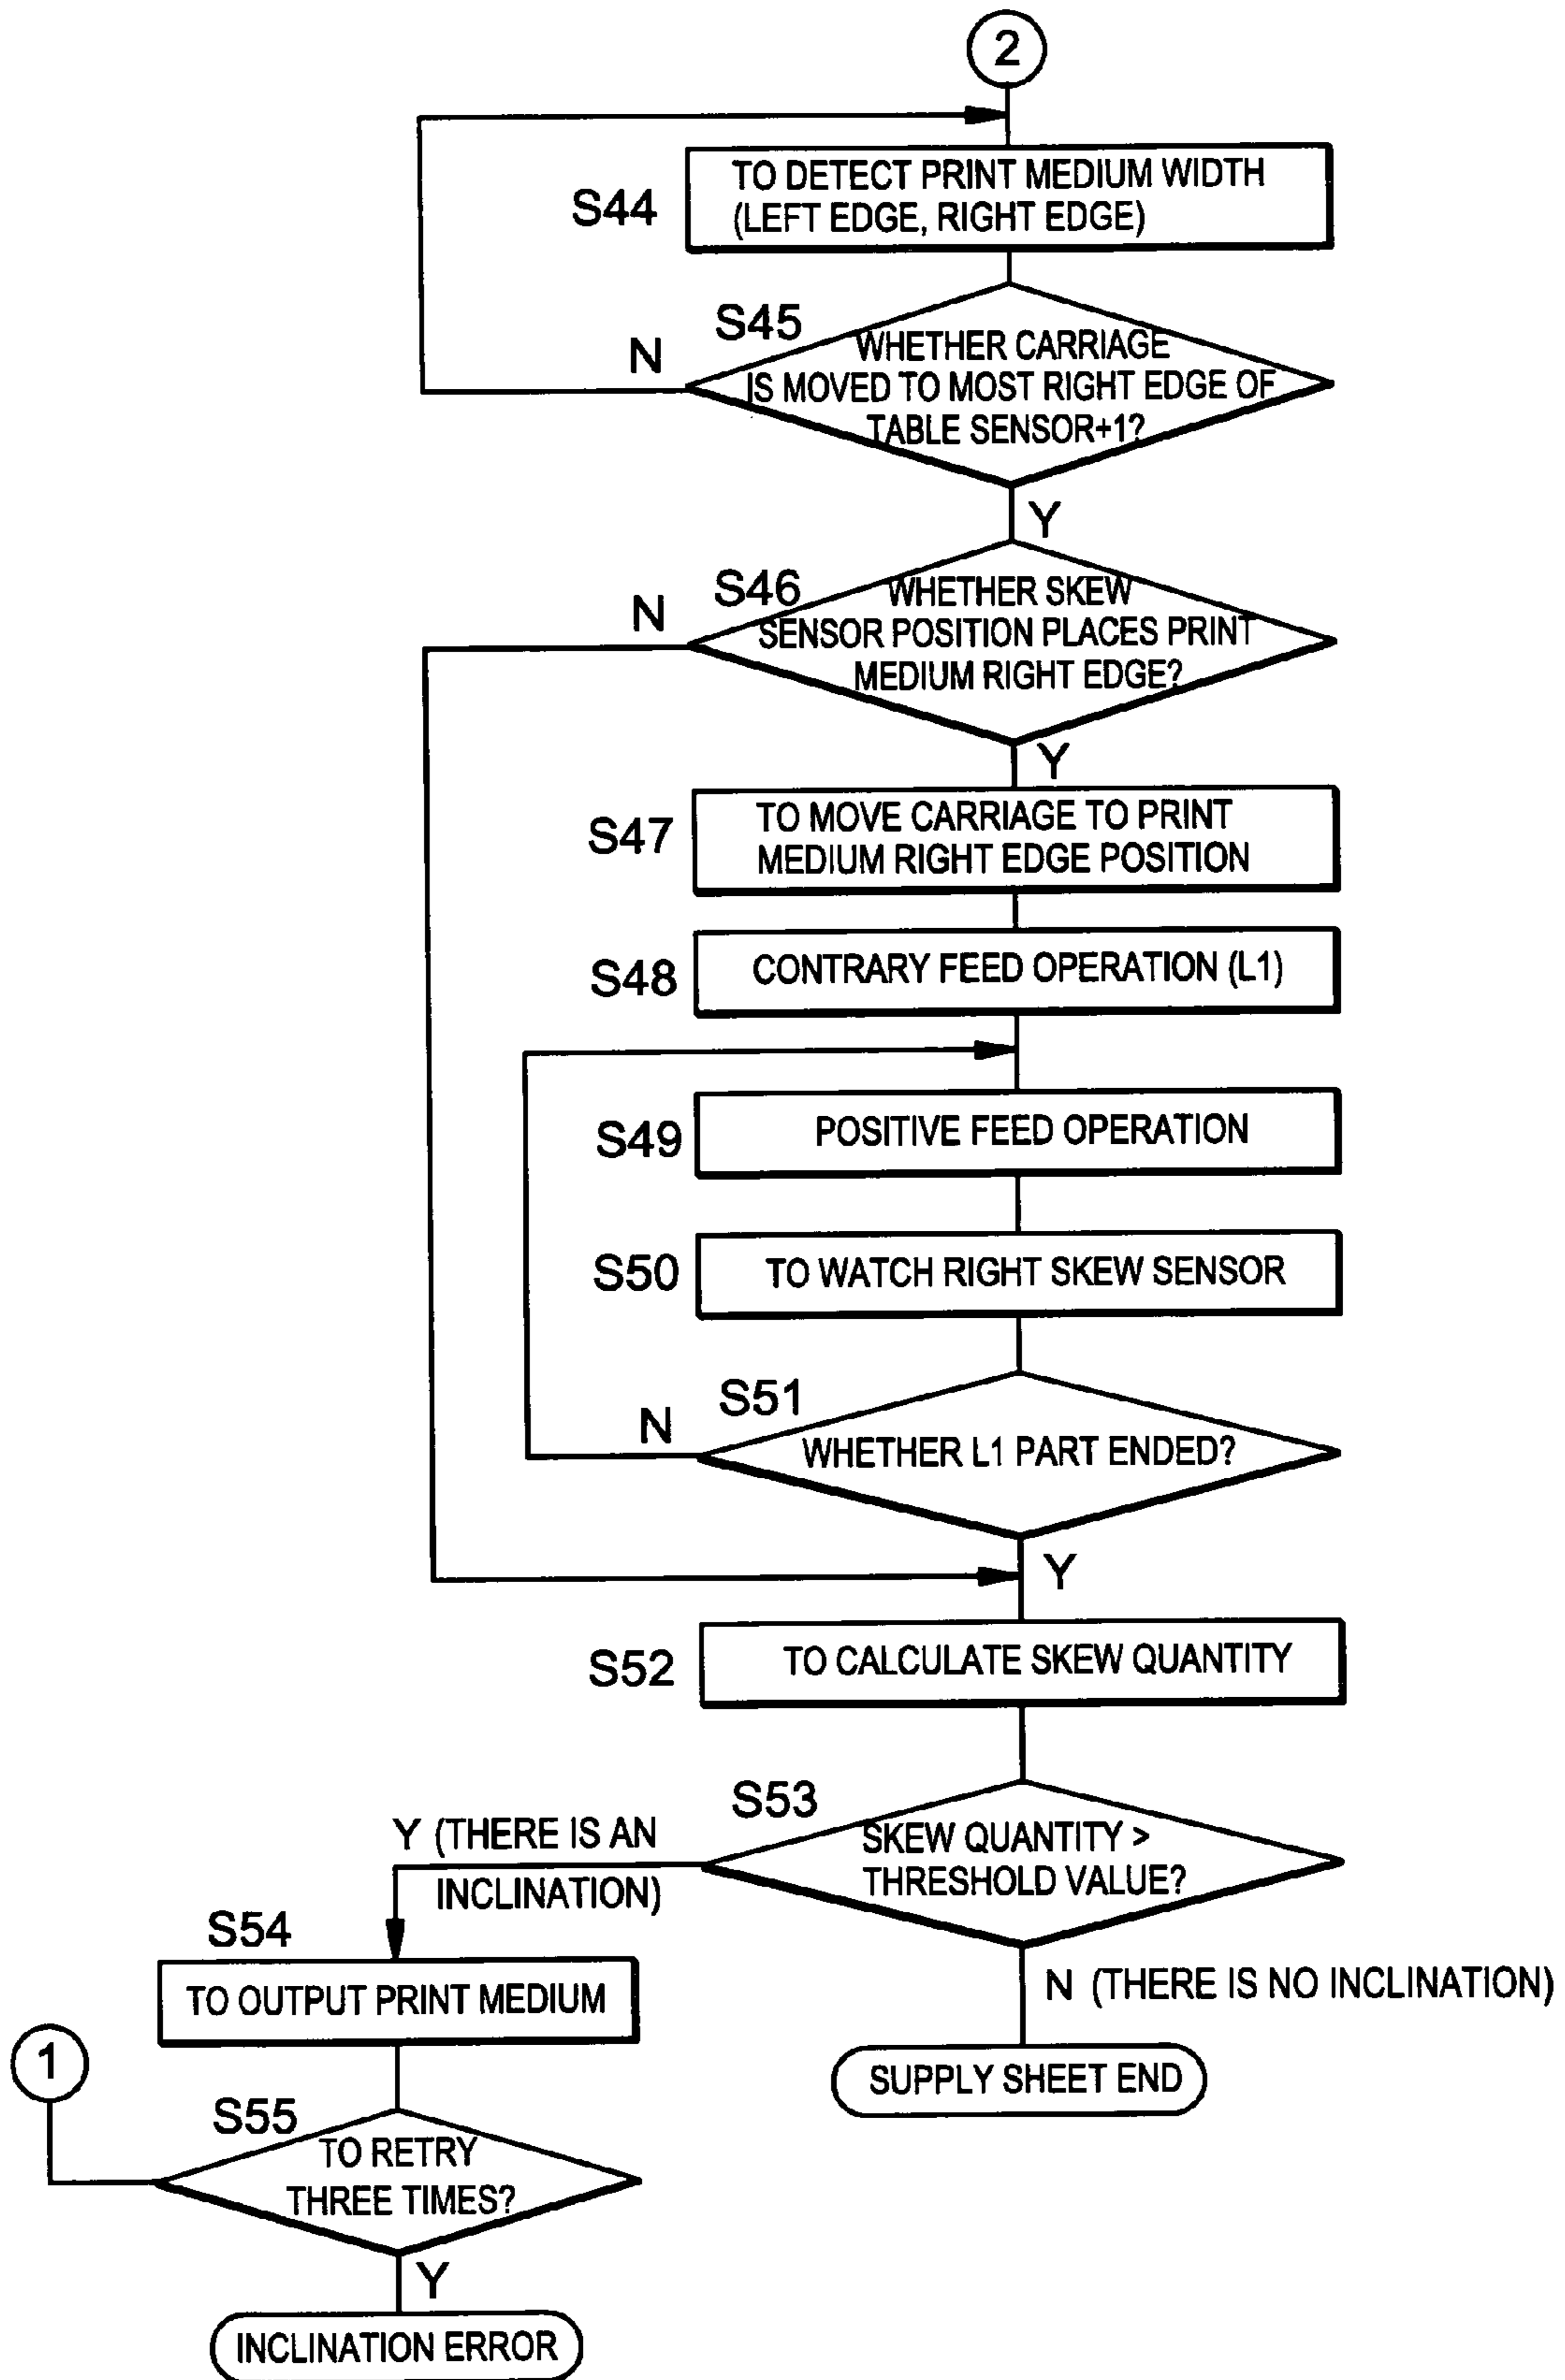 2
TO DETECT PRINT MEDIUM WIDTH
(LEFT EDGE, RIGHT EDGE)
S44
S45
WHETHER CARRIAGE
IS MOVED TO MOST RIGHT EDGE OF
TABLE SENSOR+1?
N
Y
S46
WHETHER SKEW
SENSOR POSITION PLACES PRINT
MEDIUM RIGHT EDGE?
N
Y
S47
TO MOVE CARRIAGE TO PRINT
MEDIUM RIGHT EDGE POSITION
S48
CONTRARY FEED OPERATION (L1)
S49
POSITIVE FEED OPERATION
S50
TO WATCH RIGHT SKEW SENSOR
S51
N
WHETHER L1 PART ENDED?
Y
S52
TO CALCULATE SKEW QUANTITY
S53
SKEW QUANTITY >
THRESHOLD VALUE?
Y (THERE IS AN
INCLINATION)
N (THERE IS NO INCLINATION)
SUPPLY SHEET END
S54
TO OUTPUT PRINT MEDIUM
1
S55
TO RETRY
THREE TIMES?
Y
INCLINATION ERROR